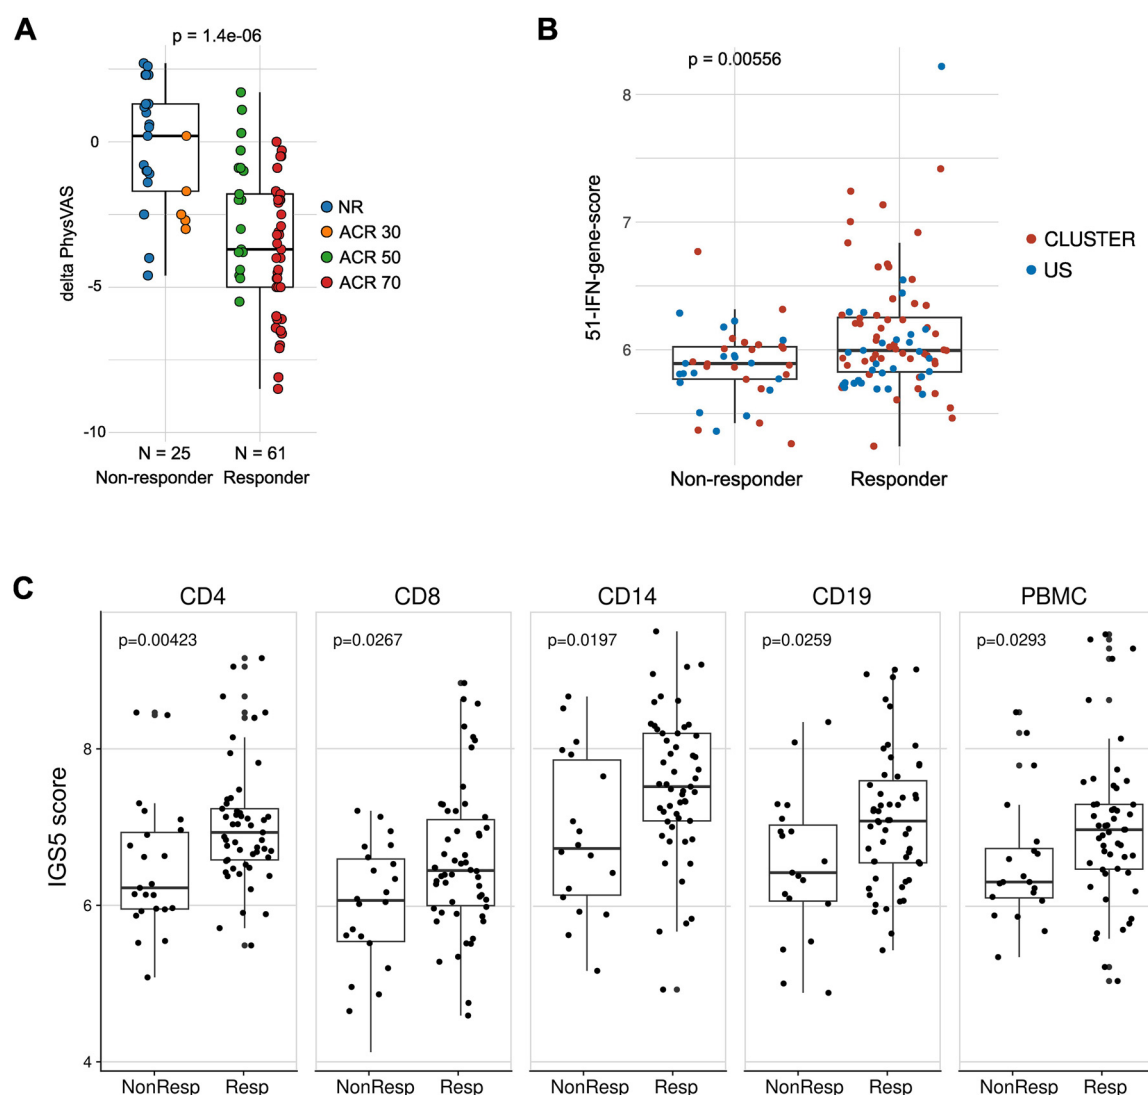 A
p = 1.4e-06
delta PhysVAS
0
-5
-10
NR
ACR 30
ACR 50
ACR 70
N = 25
N = 61
Non-responder
Responder
B
p = 0.00556
51-IFN-gene-score
8
7
6
CLUSTER
US
Non-responder
Responder
C
CD4
CD8
CD14
CD19
PBMC
p=0.00423
p=0.0267
p=0.0197
p=0.0259
p=0.0293
IGS5 score
8
6
4
NonResp
Resp
NonResp
Resp
NonResp
Resp
NonResp
Resp
NonResp
Resp